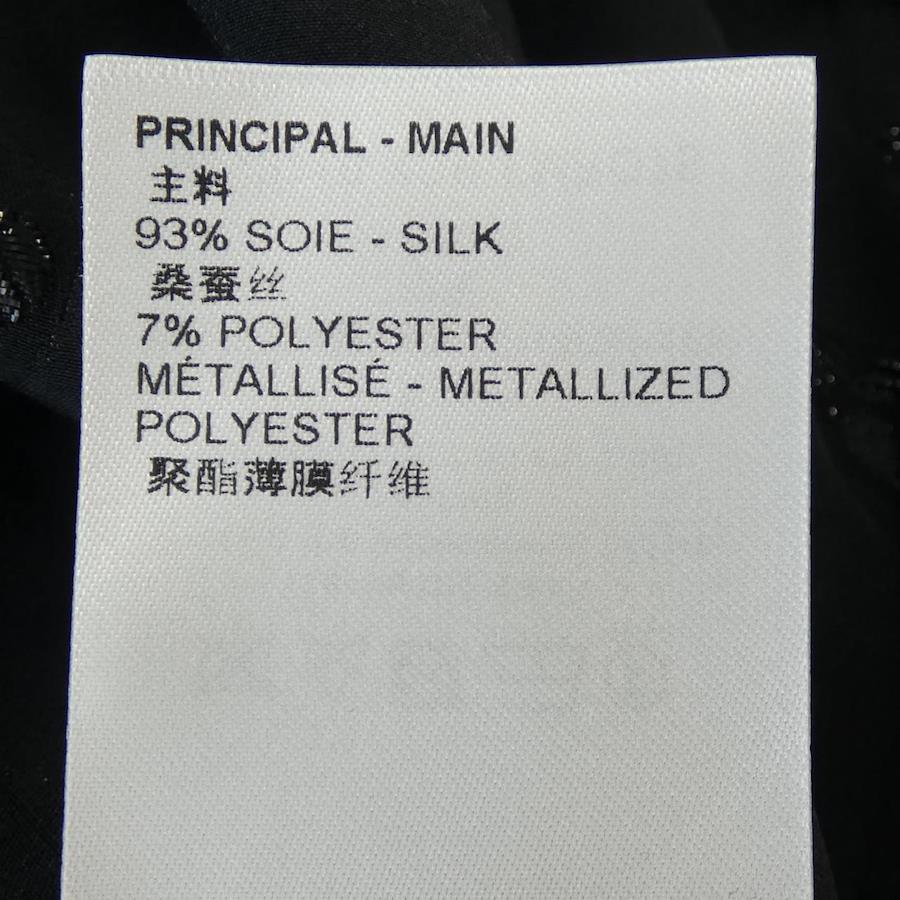 PRINCIPAL - MAIN
主料
93% SOIE - SILK
桑蚕丝
7% POLYESTER
MÉTALLISÉ - METALLIZED
POLYESTER
聚酯薄膜纤维